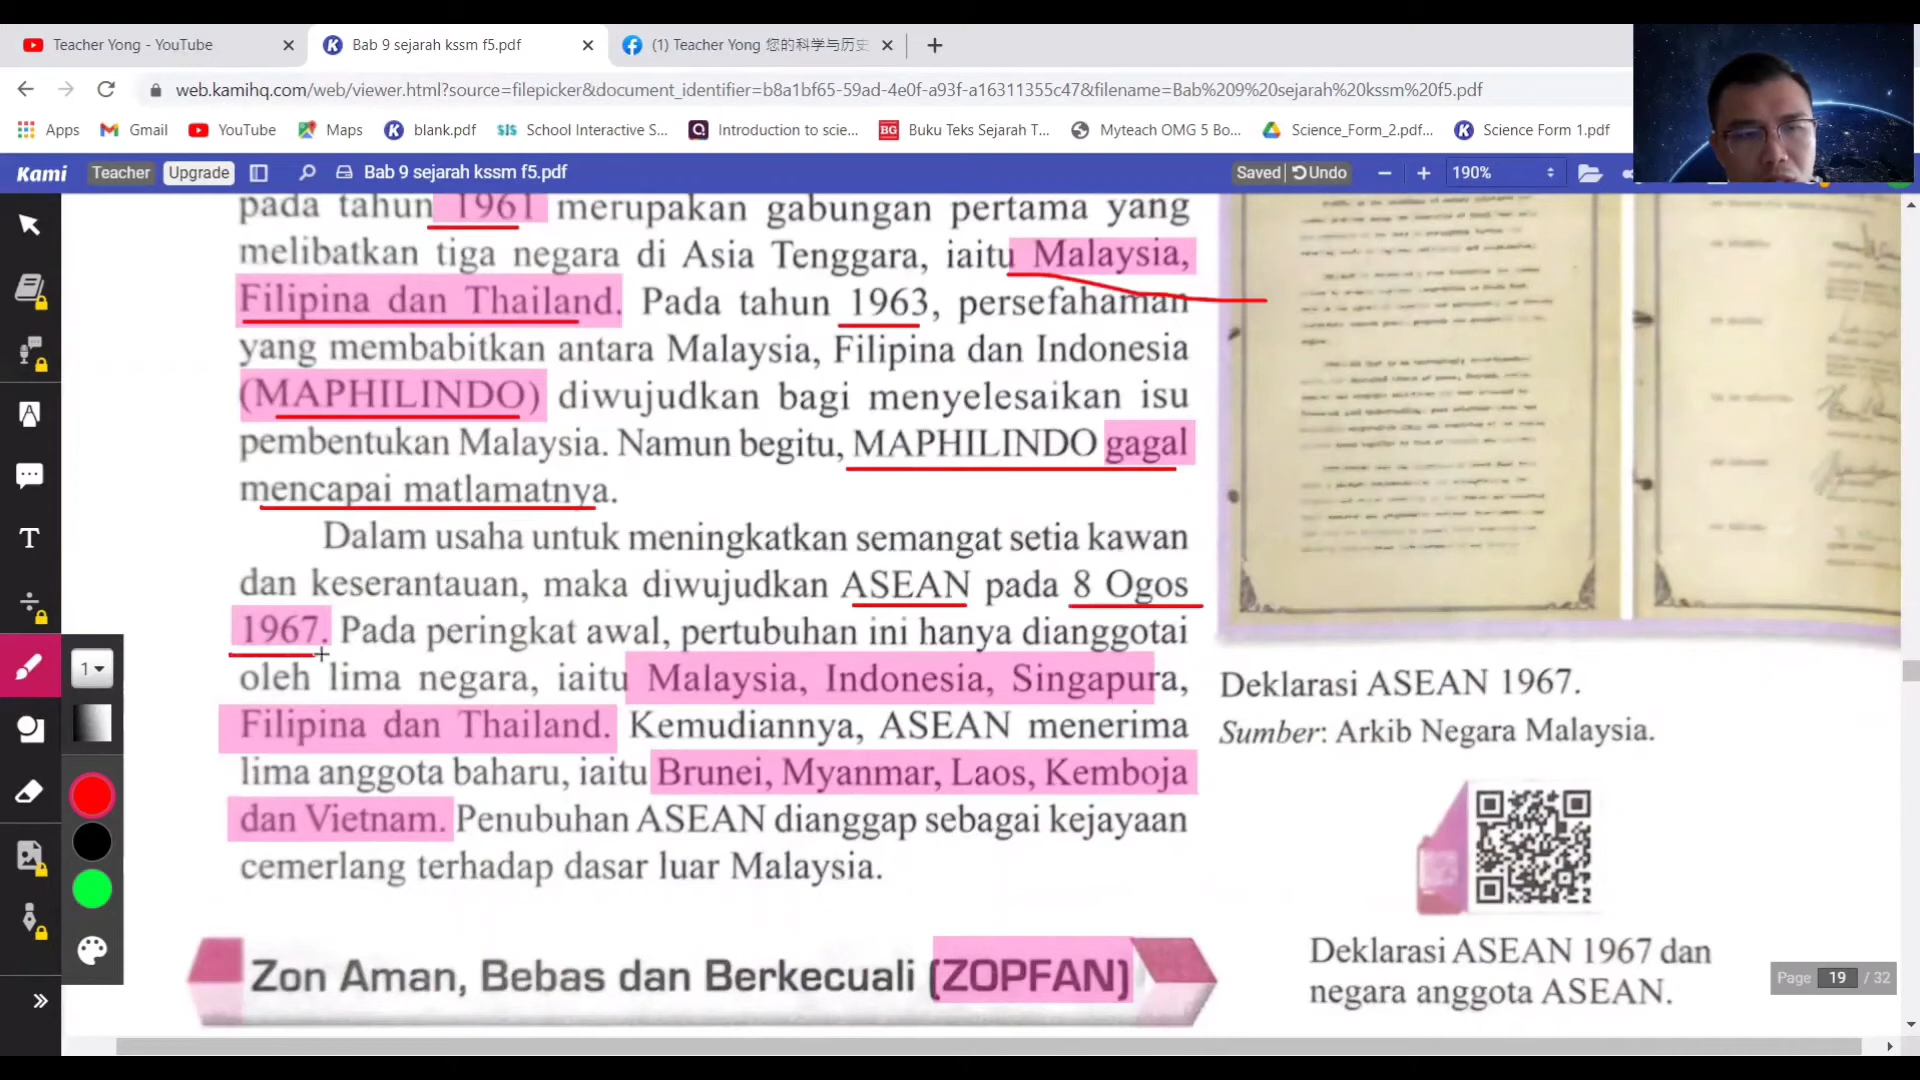 Teacher Yong - YouTube
Bab 9 sejarah kssm f5.pdf
(1) Teacher Yong 您的科学与历史
web.kamihq.com/web/viewer.html?source=filepicker&document_identifier=b8a1bf65-59ad-4e0f-a93f-a16311355c47&filename=Bab%209%20sejarah%20kssm%20f5.pdf
Apps Gmail YouTube Maps blank.pdf SIS School Interactive S... Introduction to scie... BG Buku Teks Sejarah T... Myteach OMG 5 Bo... Science_Form_2.pdf... Science Form 1.pdf
Kami Teacher Upgrade Bab 9 sejarah kssm f5.pdf Saved Undo 190%
pada tahun 1961 merupakan gabungan pertama yang
melibatkan tiga negara di Asia Tenggara, iaitu Malaysia,
Filipina dan Thailand. Pada tahun 1963, persefahaman
yang membabitkan antara Malaysia, Filipina dan Indonesia
(MAPHILINDO) diwujudkan bagi menyelesaikan isu
pembentukan Malaysia. Namun begitu, MAPHILINDO gagal
mencapai matlamatnya.
Dalam usaha untuk meningkatkan semangat setia kawan
dan keserantauan, maka diwujudkan ASEAN pada 8 Ogos
1967. Pada peringkat awal, pertubuhan ini hanya dianggotai
oleh lima negara, iaitu Malaysia, Indonesia, Singapura,
Filipina dan Thailand. Kemudiannya, ASEAN menerima
lima anggota baharu, iaitu Brunei, Myanmar, Laos, Kemboja
dan Vietnam. Penubuhan ASEAN dianggap sebagai kejayaan
cemerlang terhadap dasar luar Malaysia.
Zon Aman, Bebas dan Berkecuali (ZOPFAN)
Deklarasi ASEAN 1967.
Sumber: Arkib Negara Malaysia.
Deklarasi ASEAN 1967 dan
negara anggota ASEAN.
Page 19 / 32
1
T